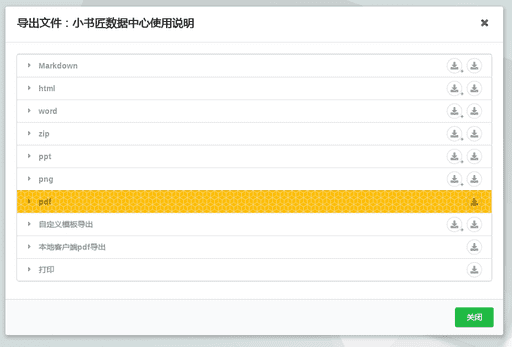 导出文件：小书匠数据中心使用说明
Markdown
html
word
zip
ppt
png
pdf
自定义模板导出
本地客户端pdf导出
打印
关闭